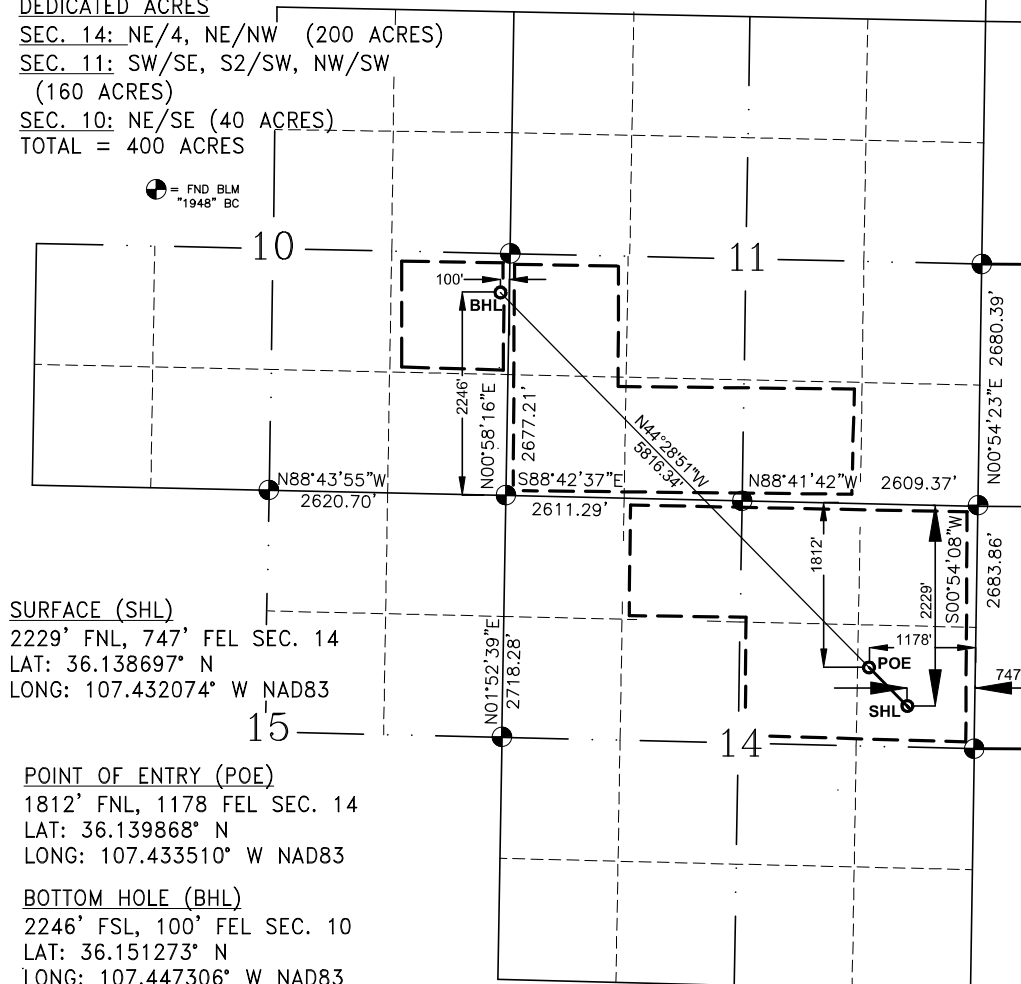 DEDICATED ACRES
SEC. 14: NE/4, NE/NW (200 ACRES)
SEC. 11: SW/SE, S2/SW, NW/SW
(160 ACRES)
SEC. 10: NE/SE (40 ACRES)
TOTAL = 400 ACRES
= FND BLM
"1948" BC
10
11
100'
BHL
2246'
N00°58'16"E
2677.21'
N44°28'51"W
5816.34'
N00°54'23"E 2680.39'
N88°43'55"W
2620.70'
S88°42'37"E
2611.29'
N88°41'42"W
2609.37'
1812'
2229'
S00°54'08"W
2683.86'
1178'
POE
SHL
747'
N01°52'39"E
2718.28'
SURFACE (SHL)
2229' FNL, 747' FEL SEC. 14
LAT: 36.138697° N
LONG: 107.432074° W NAD83
15
14
POINT OF ENTRY (POE)
1812' FNL, 1178 FEL SEC. 14
LAT: 36.139868° N
LONG: 107.433510° W NAD83
BOTTOM HOLE (BHL)
2246' FSL, 100' FEL SEC. 10
LAT: 36.151273° N
LONG: 107.447306° W NAD83